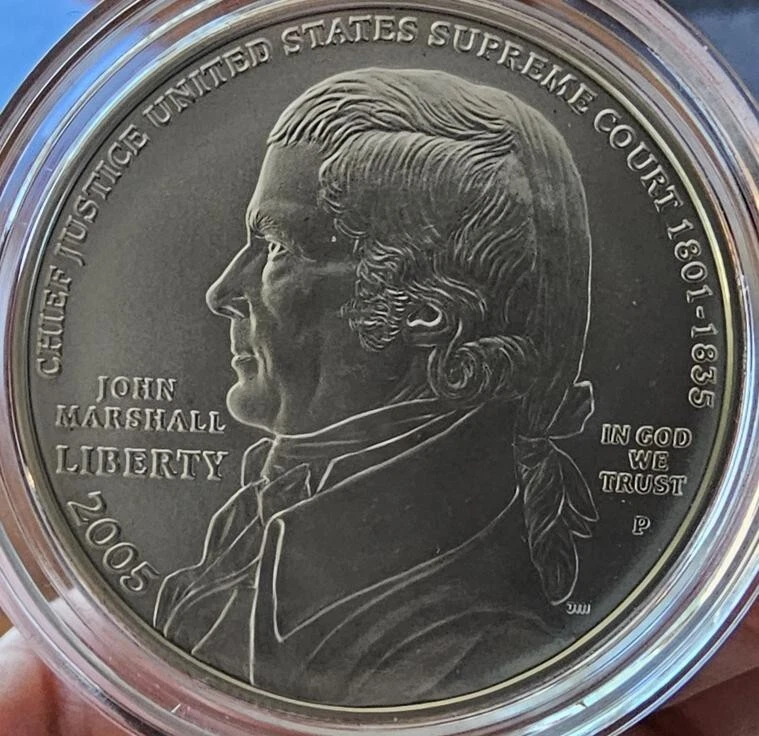 CHIEF JUSTICE UNITED STATES SUPREME COURT 1801-1835
JOHN
MARSHALL
LIBERTY
2005
IN GOD
WE
TRUST
P